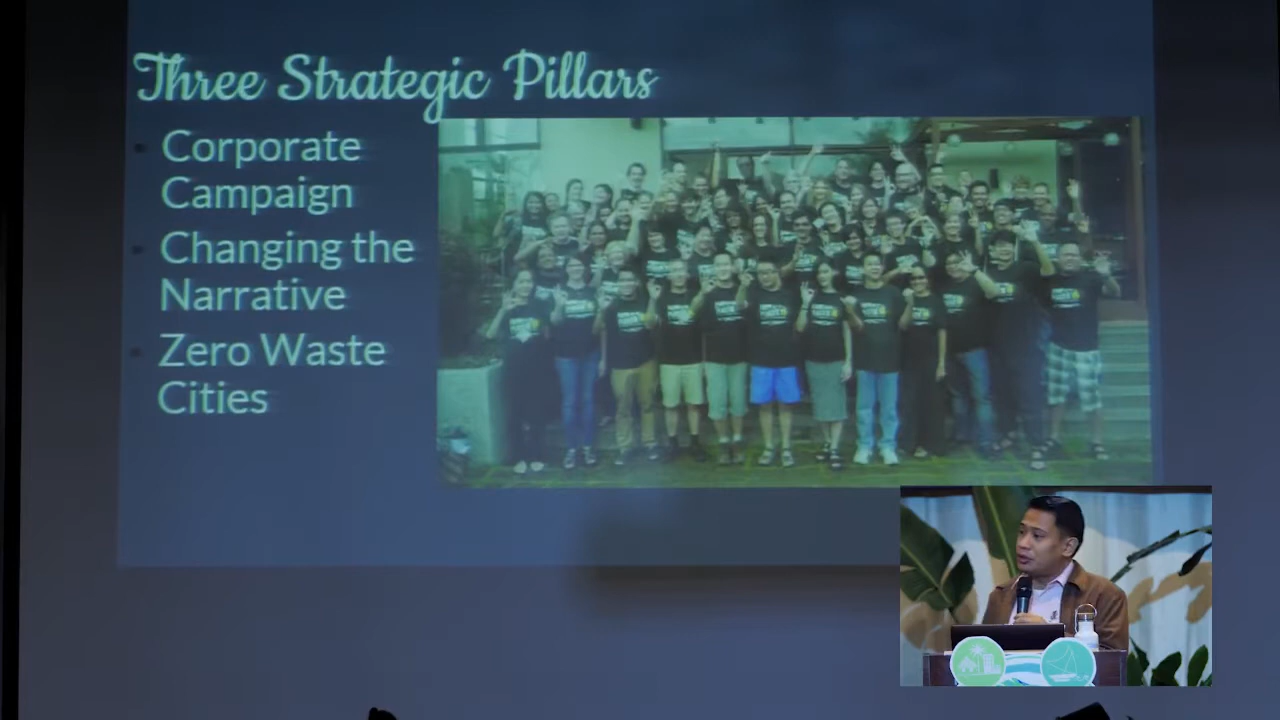 Three Strategic Pillars
Corporate
Campaign
Changing the
Narrative
Zero Waste
Cities